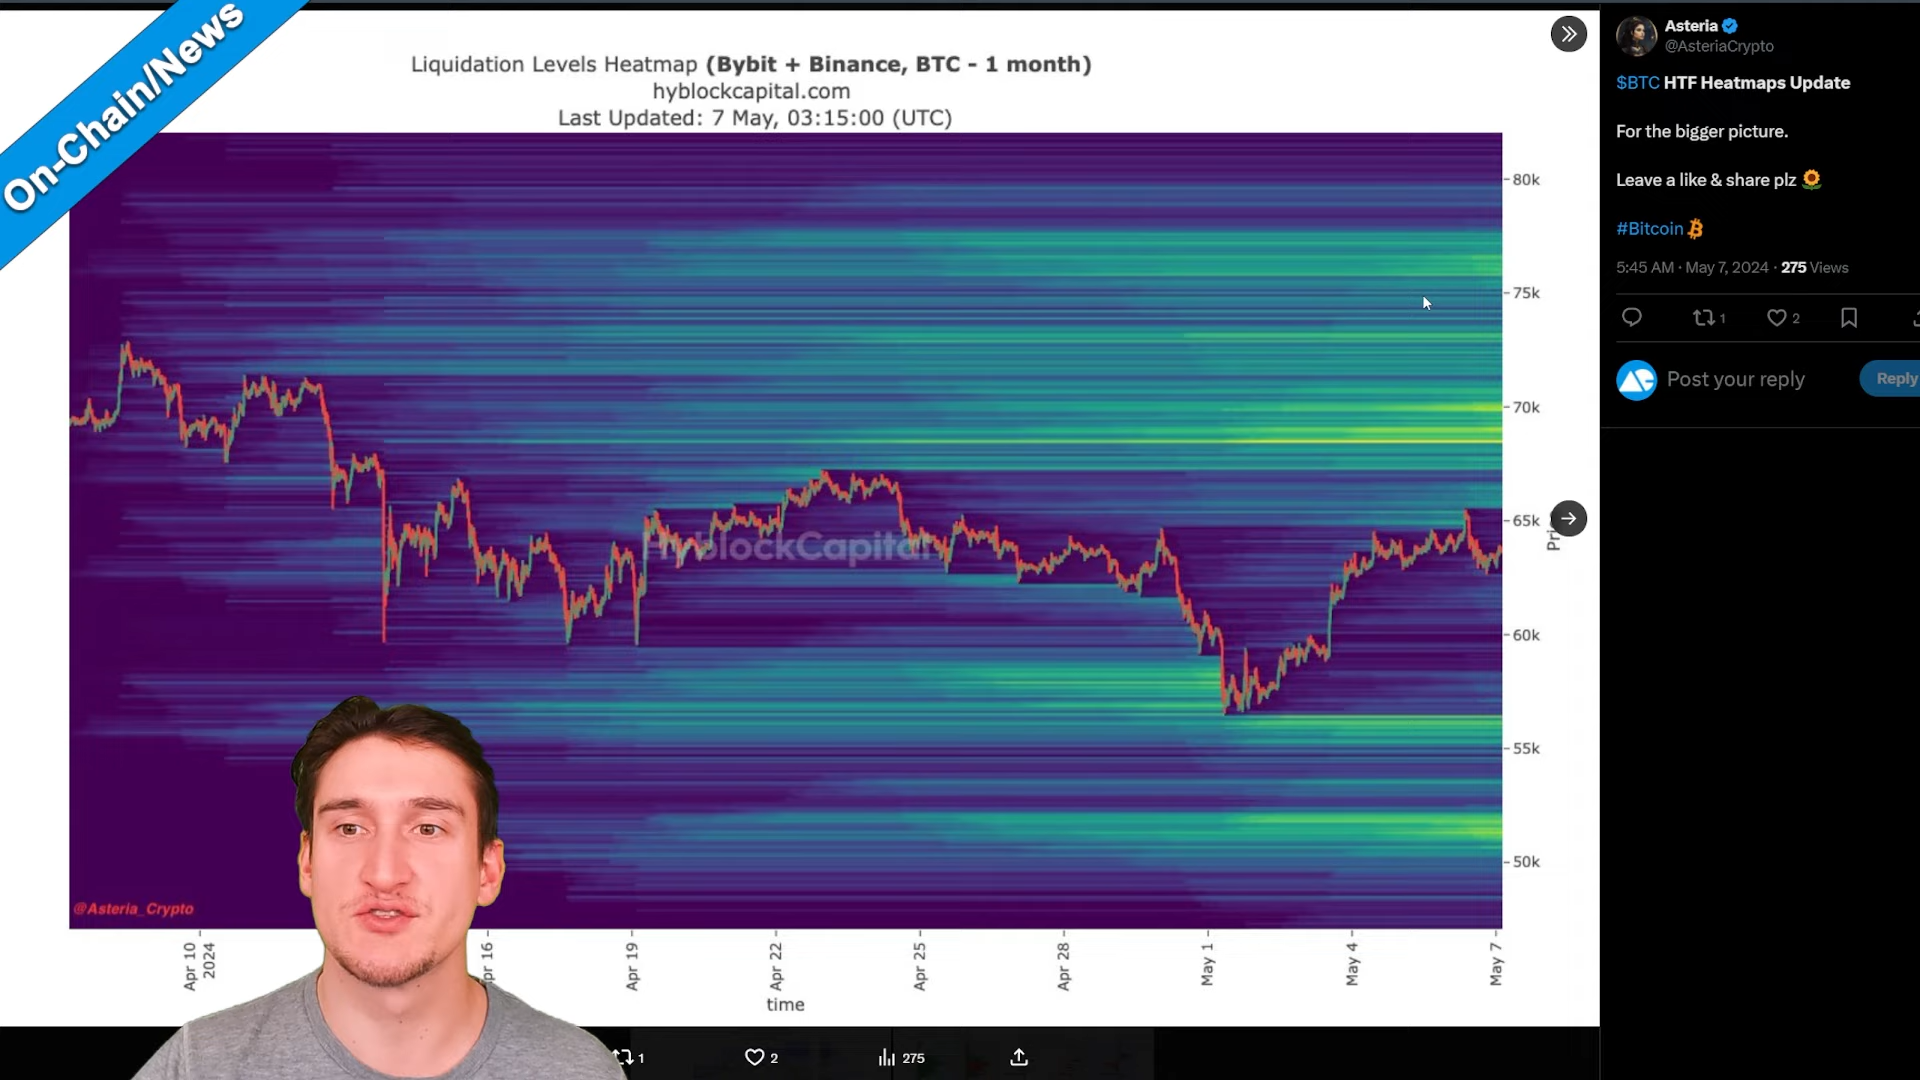 On-Chain/News
Liquidation Levels Heatmap (Bybit + Binance, BTC - 1 month)
hyblockcapital.com
Last Updated: 7 May, 03:15:00 (UTC)
80k
75k
70k
65k
60k
55k
50k
HyblockCapital
@Asteria_Crypto
Apr 10
2024
16
Apr 19
Apr 22
Apr 25
Apr 28
May 1
May 4
May 7
time
1
2
275
Asteria
@AsteriaCrypto
$BTC HTF Heatmaps Update
For the bigger picture.
Leave a like & share plz 🌻
#Bitcoin
5:45 AM · May 7, 2024 · 275 Views
1
2
Post your reply
Reply